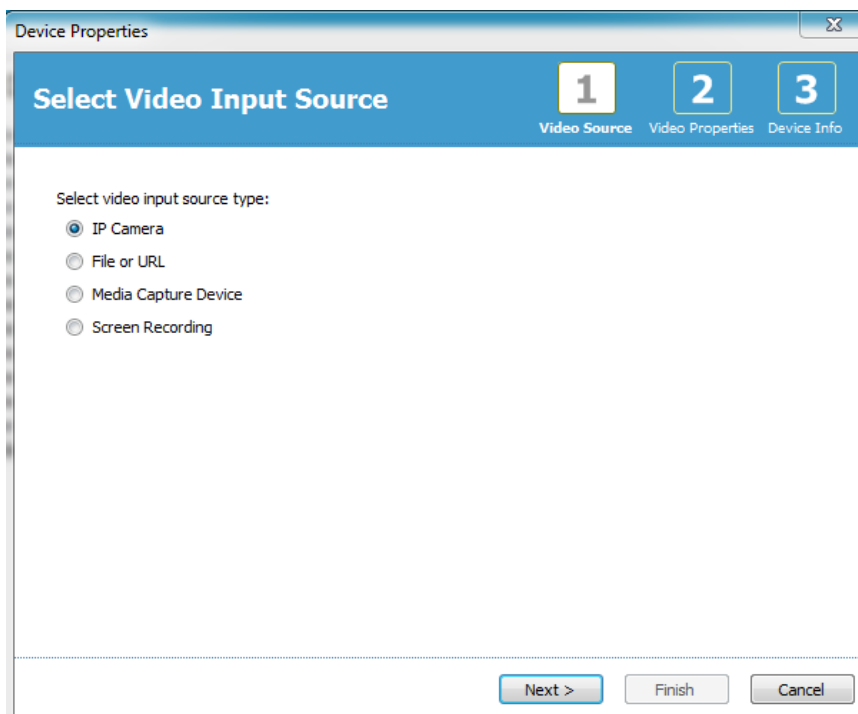 Device Properties
Select Video Input Source
1 2 3
Video Source Video Properties Device Info
Select video input source type:
IP Camera
File or URL
Media Capture Device
Screen Recording
Next > Finish Cancel